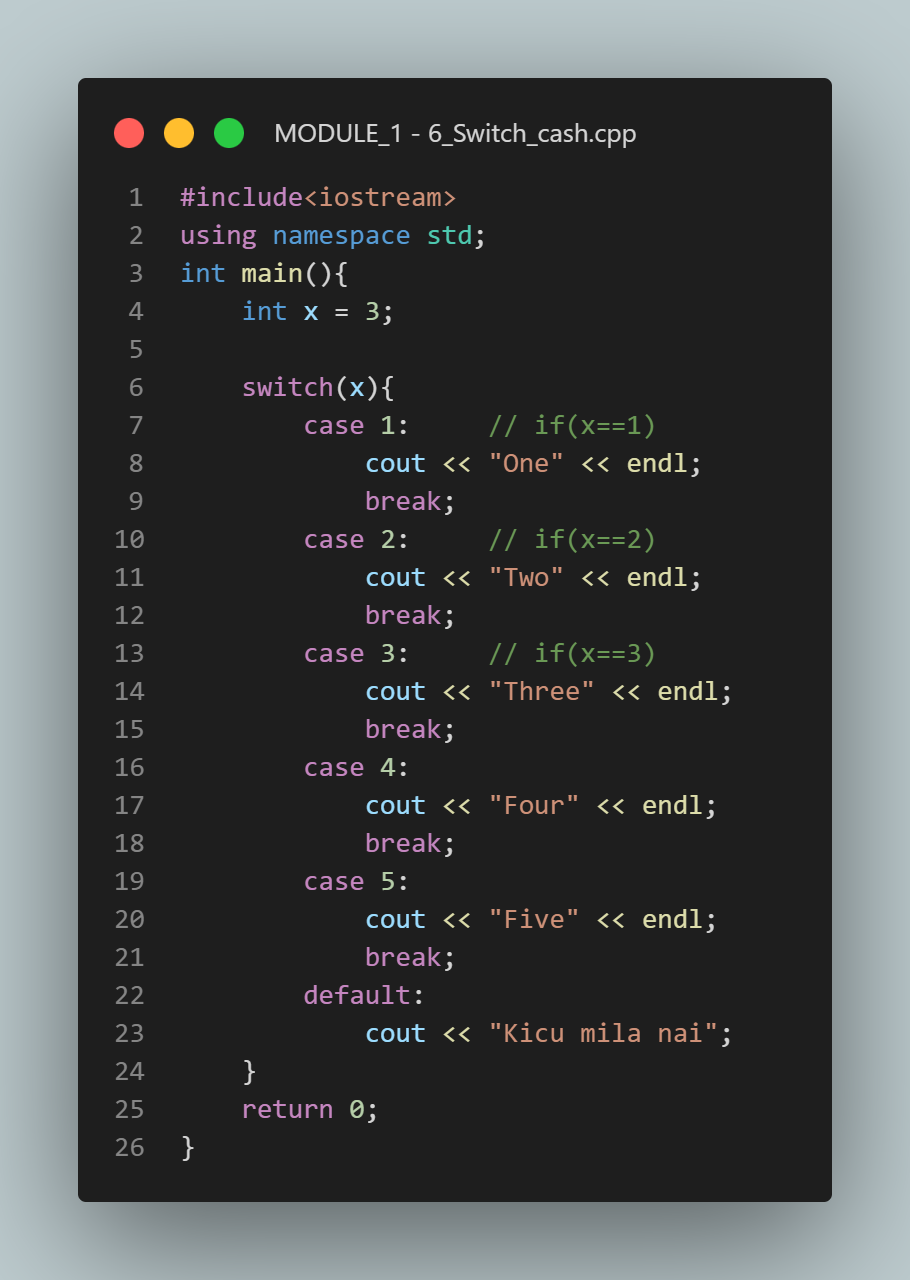 MODULE_1 - 6_Switch_cash.cpp
1 #include<iostream>
2 using namespace std;
3 int main(){
4     int x = 3;
5
6     switch(x){
7         case 1:     // if(x==1)
8             cout << "One" << endl;
9             break;
10         case 2:     // if(x==2)
11             cout << "Two" << endl;
12             break;
13         case 3:     // if(x==3)
14             cout << "Three" << endl;
15             break;
16         case 4:
17             cout << "Four" << endl;
18             break;
19         case 5:
20             cout << "Five" << endl;
21             break;
22         default:
23             cout << "Kicu mila nai";
24     }
25     return 0;
26 }